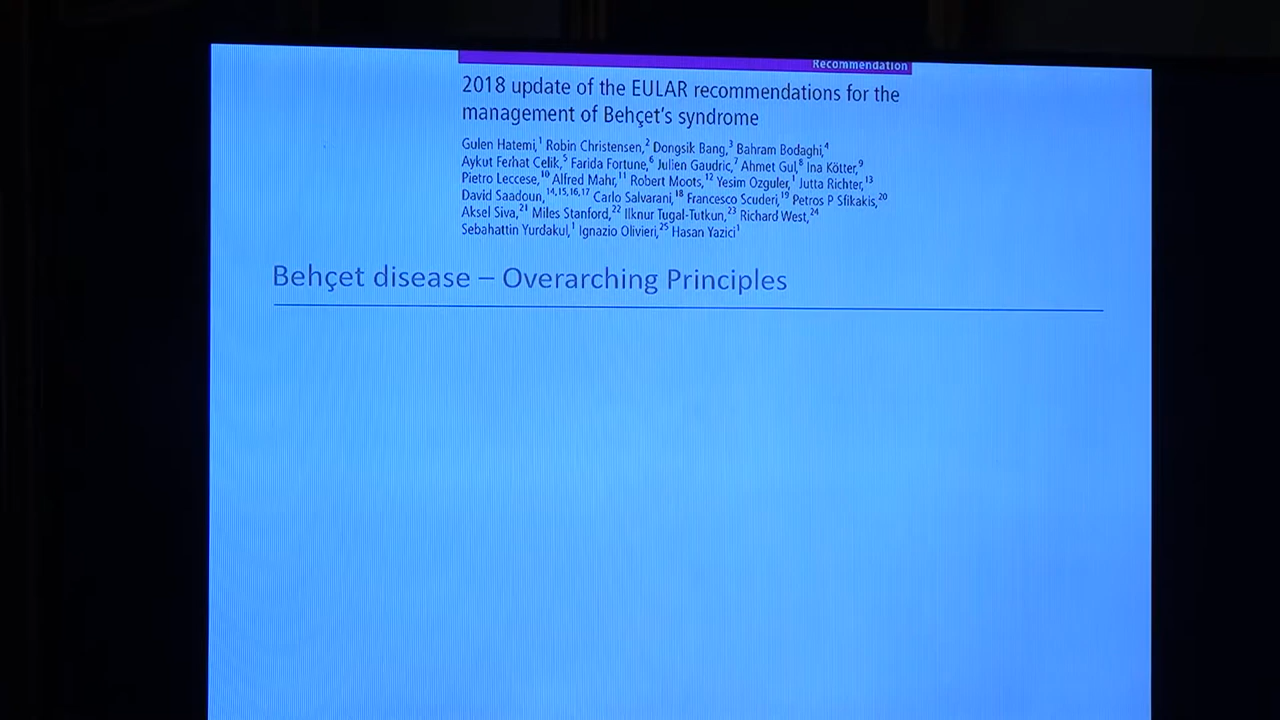 Recommendation
2018 update of the EULAR recommendations for the
management of Behçet's syndrome
Gulen Hatemi,1 Robin Christensen,2 Dongsik Bang,3 Bahram Bodaghi,4
Aykut Ferhat Celik,5 Farida Fortune,6 Julien Gaudric,7 Ahmet Gul,8 Ina Kötter,9
Pietro Leccese,10 Alfred Mahr,11 Robert Moots,12 Yesim Ozguler,1 Jutta Richter,13
David Saadoun,14,15,16,17 Carlo Salvarani,18 Francesco Scuderi,19 Petros P Sfikakis,20
Aksel Siva,21 Miles Stanford,22 Ilknur Tugal-Tutkun,23 Richard West,24
Sebahattin Yurdakul,1 Ignazio Olivieri,25 Hasan Yazici1
Behçet disease – Overarching Principles